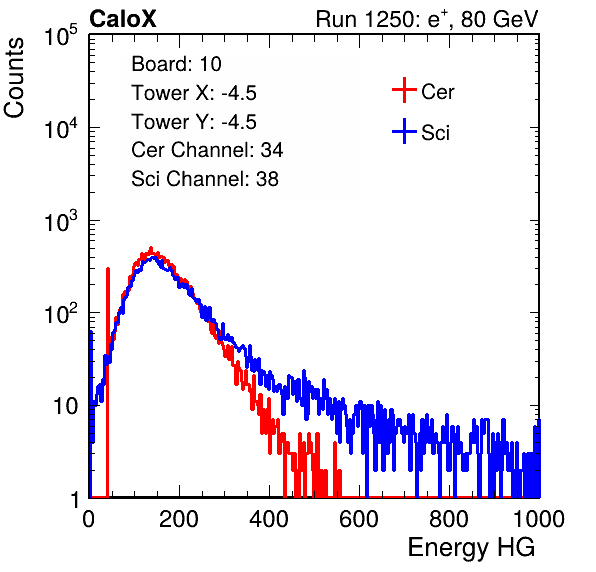 CaloX Run 1250: e⁺, 80 GeV
Counts
10⁵
10⁴
10³
10²
10
1
Board: 10
Tower X: -4.5
Tower Y: -4.5
Cer Channel: 34
Sci Channel: 38
Cer
Sci
0 200 400 600 800 1000
Energy HG